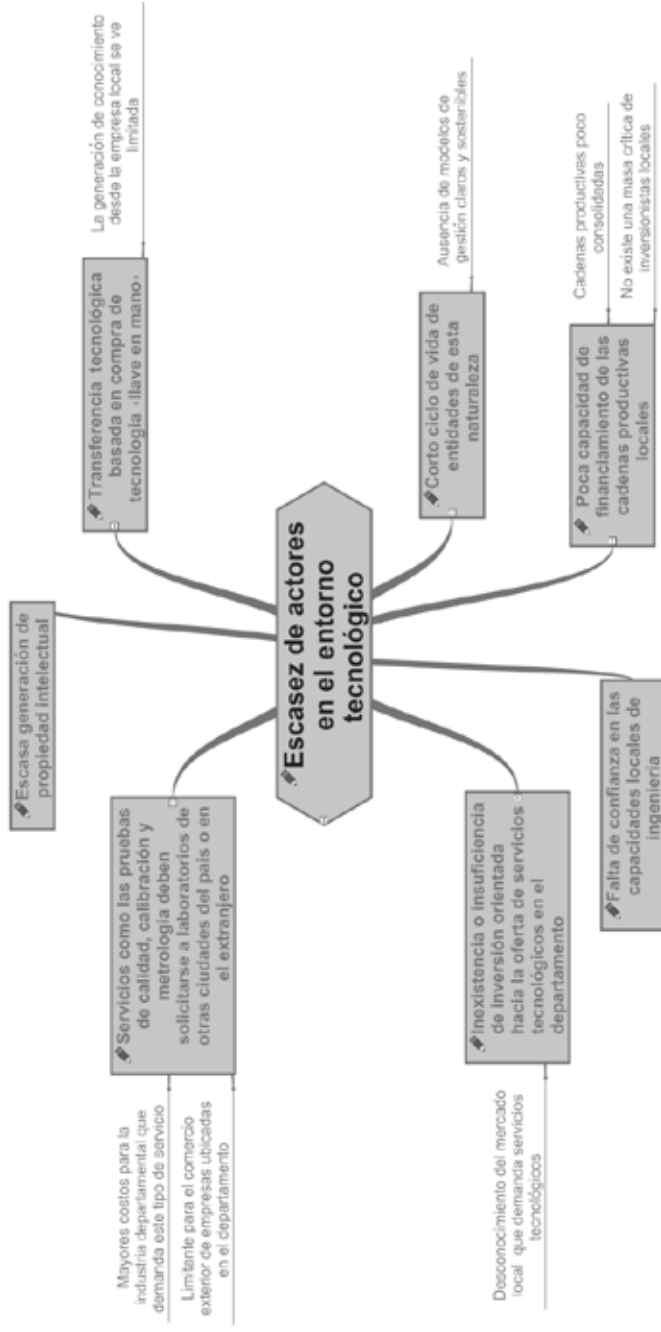 Mayores costos para la
industria departamental que
demanda este tipo de servicio
Limitante para el comercio
exterior de empresas ubicadas
en el departamento
Servicios como las pruebas
de calidad, calibración y
metrología deben
solicitarse a laboratorios de
otras ciudades del pais o en
el extranjero
Escasa generación de
propiedad intelectual
Transferencia tecnológica
basada en compra de
tecnología ‹llave en mano›
La generación de conocimiento
desde la empresa local se ve
limitada
Escasez de actores
en el entorno
tecnológico
Desconocimiento del mercado
local que demanda servicios
tecnológicos
Inexistencia o insuficiencia
de Inversión orientada
hacia la oferta de servicios
tecnológicos en el
departamento
Falta de confianza en las
capacidades locales de
ingeniería
Corto ciclo de vida de
entidades de esta
naturaleza
Ausencia de modelos de
gestión claros y sostenibles
Poca capacidad de
financiamiento de las
cadenas productivas
locales
Cadenas productivas poco
consolidadas
No existe una masa crítica de
inversionistas locales